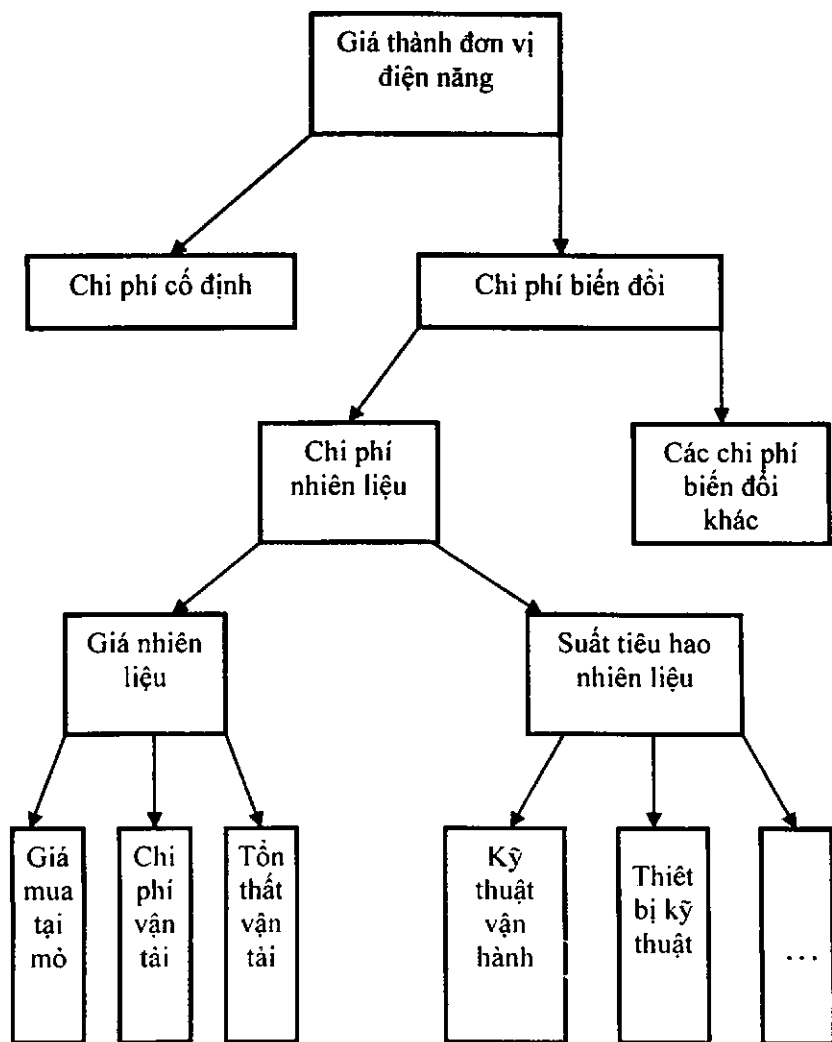 Giá thành đơn vị
điện năng
Chi phí cố định
Chi phí biến đổi
Chi phí
nhiên liệu
Các chi phí
biến đổi
khác
Giá nhiên
liệu
Suất tiêu hao
nhiên liệu
Giá
mua
tại
mỏ
Chi
phí
vận
tải
Tổn
thất
vận
tải
Kỹ
thuật
vận
hành
Thiết
bị kỹ
thuật
...